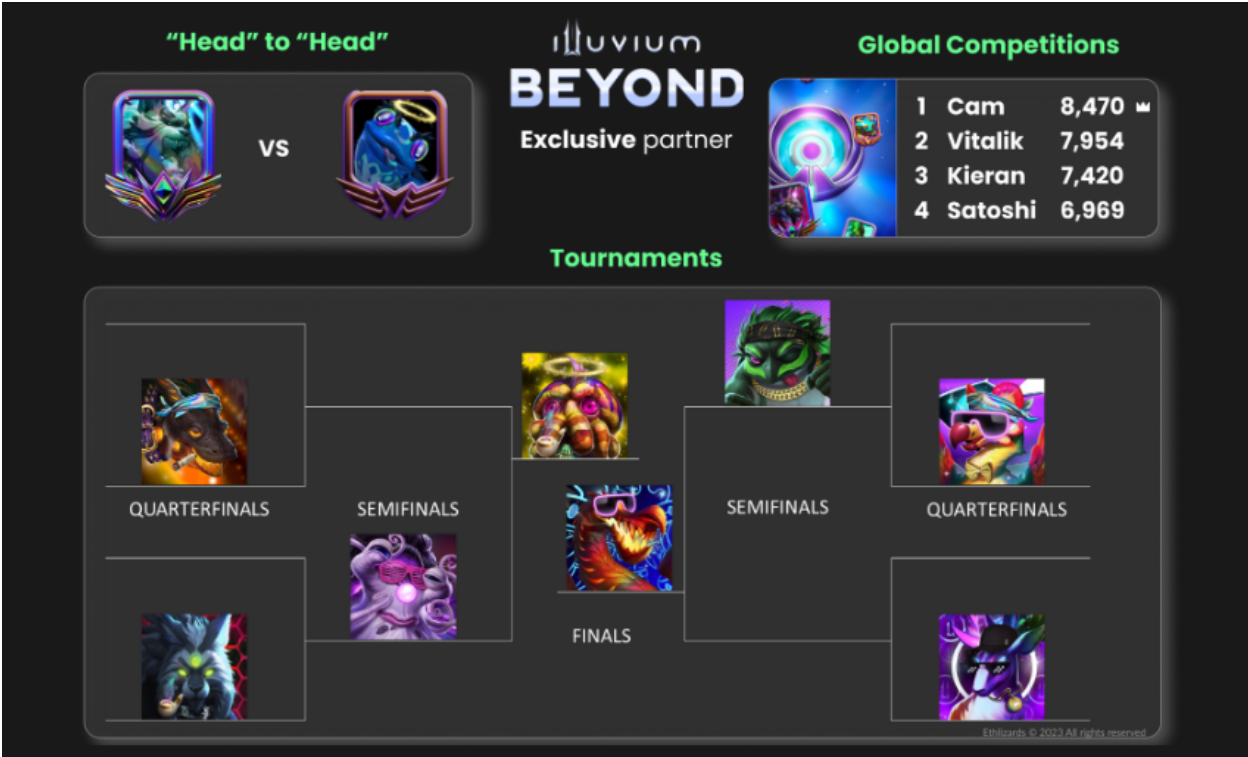 “Head” to “Head”
VS
ılluvıum
BEYOND
Exclusive partner
Global Competitions
1 Cam 8,470
2 Vitalik 7,954
3 Kieran 7,420
4 Satoshi 6,969
Tournaments
QUARTERFINALS
SEMIFINALS
FINALS
SEMIFINALS
QUARTERFINALS
Ethlizards © 2023 All rights reserved